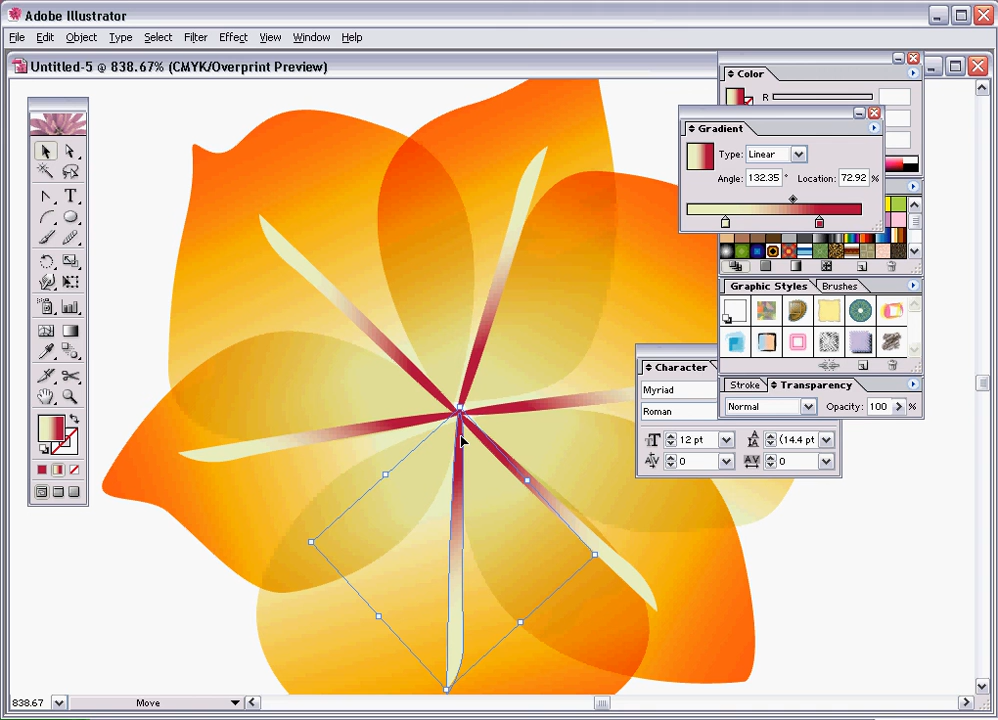 Adobe Illustrator
File Edit Object Type Select Filter Effect View Window Help
Untitled-5 @ 838.67% (CMYK/Overprint Preview)
Color
R
Gradient
Type: Linear
Angle: 132.35 ° Location: 72.92 %
Graphic Styles Brushes
Character
Myriad
Roman
Stroke Transparency
Normal Opacity: 100 %
12 pt (14.4 pt
0 0
838.67 Move